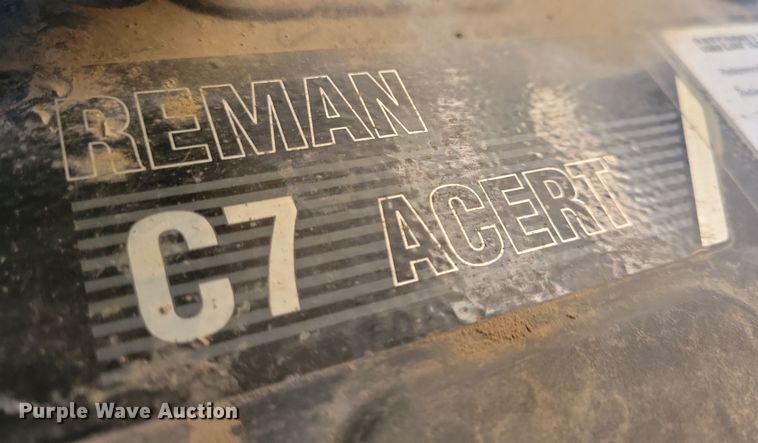 REMAN
C7 ACERT
Purple Wave Auction